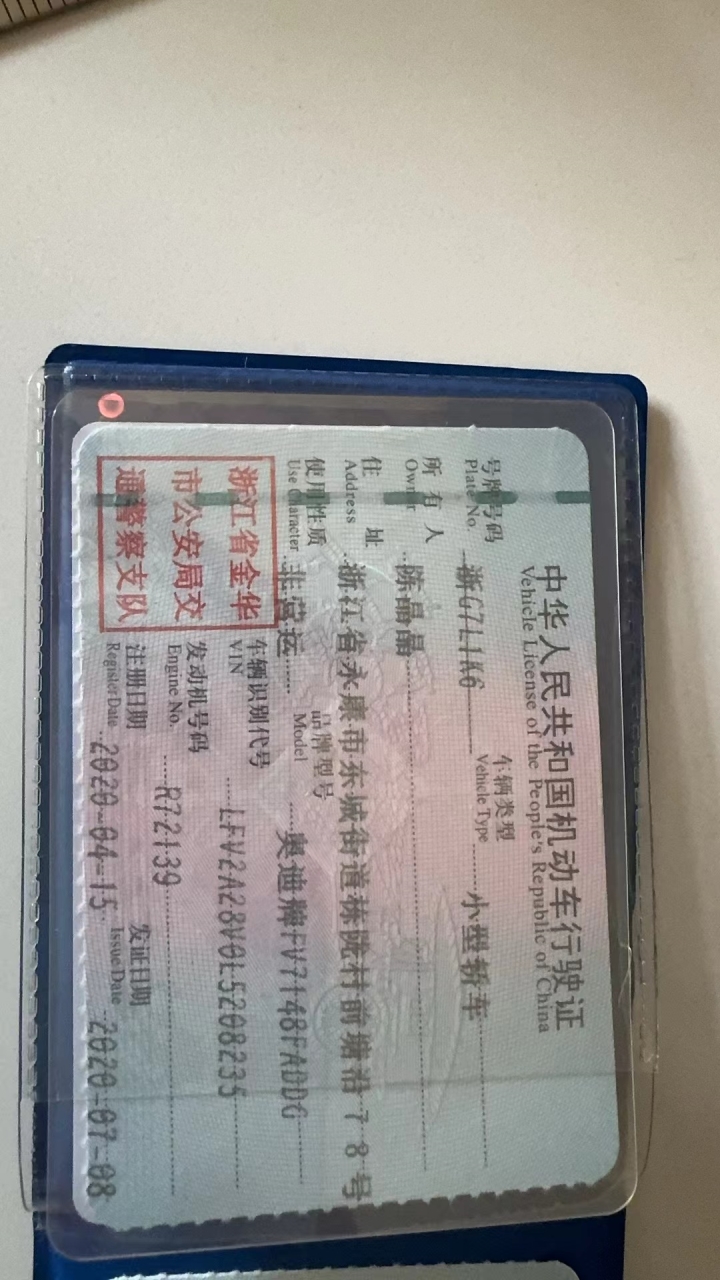 中华人民共和国机动车行驶证
Vehicle License of the People's Republic of China
号牌号码 浙G7L1K6 车辆类型 小型轿车
Plate No. Vehicle Type
所有人 陈晶晶
Owner
住址 浙江省永康市东城街道栋陇村前塘沿78号
Address
使用性质 非营运 品牌型号 奥迪牌FV7148FADDG
Use Character Model
浙江省金华
市公安局交
通警察支队
车辆识别代号 LFV2A28V0L5208235
VIN
发动机号码 R72139
Engine No.
注册日期 2020-04-15 发证日期 2020-07-08
Register Date Issue Date